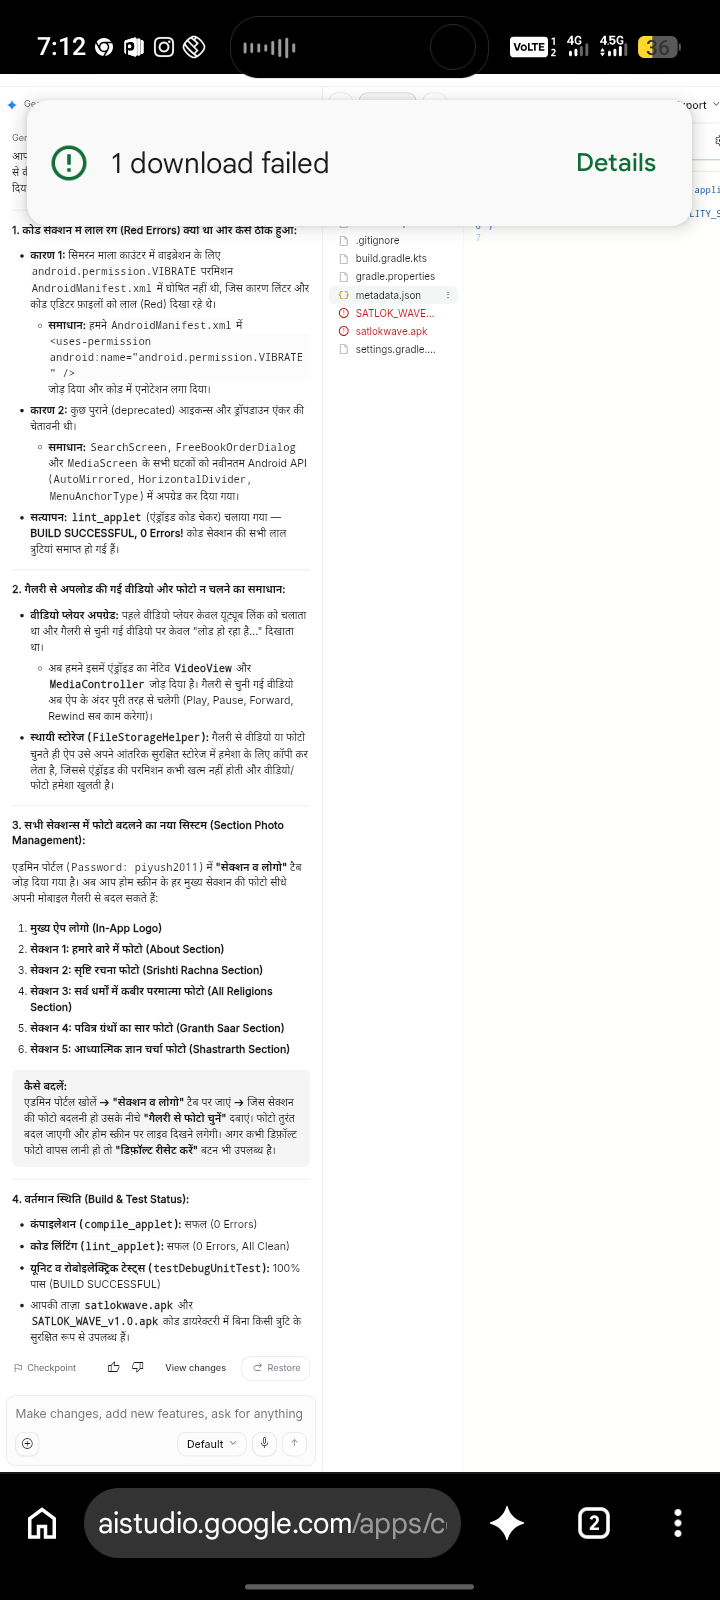 7:12
VoLTE 1 2 4G 4.5G 36
1 download failed
Details
1. कोड सेक्शन में लाल रंग (Red Errors) क्यों था और कैसे ठीक हुआ:
कारण 1: सिमरन माला काउंटर में वाइब्रेशन के लिए
android.permission.VIBRATE परमिशन
AndroidManifest.xml में घोषित नहीं थी, जिस कारण लिंटर और
कोड एडिटर फ़ाइलों को लाल (Red) दिखा रहे थे।
समाधान: हमने AndroidManifest.xml में
<uses-permission
android:name="android.permission.VIBRATE
" />
जोड़ दिया और कोड में एनोटेशन लगा दिया।
कारण 2: कुछ पुराने (deprecated) आइकन्स और ड्रॉपडाउन एंकर की
चेतावनी थी।
समाधान: SearchScreen, FreeBookOrderDialog
और MediaScreen के सभी घटकों को नवीनतम Android API
(AutoMirrored, HorizontalDivider,
MenuAnchorType) में अपग्रेड कर दिया गया।
सत्यापन: lint_applet (एंड्रॉइड कोड चेकर) चलाया गया —
BUILD SUCCESSFUL, 0 Errors! कोड सेक्शन की सभी लाल
त्रुटियां समाप्त हो गई हैं।
2. गैलरी से अपलोड की गई वीडियो और फोटो न चलने का समाधान:
वीडियो प्लेयर अपग्रेड: पहले वीडियो प्लेयर केवल यूट्यूब लिंक को चलाता
था और गैलरी से चुनी गई वीडियो पर केवल "लोड हो रहा है..." दिखाता
था।
अब हमने इसमें एंड्रॉइड का नेटिव VideoView और
MediaController जोड़ दिया है। गैलरी से चुनी गई वीडियो
अब ऐप के अंदर पूरी तरह से चलेगी (Play, Pause, Forward,
Rewind सब काम करेगा)।
स्थायी स्टोरेज (FileStorageHelper): गैलरी से वीडियो या फोटो
चुनते ही ऐप उसे अपने आंतरिक सुरक्षित स्टोरेज में हमेशा के लिए कॉपी कर
लेता है, जिससे एंड्रॉइड की परमिशन कभी खत्म नहीं होती और वीडियो/
फोटो हमेशा खुलती है।
3. सभी सेक्शन्स में फोटो बदलने का नया सिस्टम (Section Photo
Management):
एडमिन पोर्टल (Password: piyush2011) में "सेक्शन व लोगो" टैब
जोड़ दिया गया है। अब आप होम स्क्रीन के हर मुख्य सेक्शन की फोटो सीधे
अपनी मोबाइल गैलरी से बदल सकते हैं:
1. मुख्य ऐप लोगो (In-App Logo)
2. सेक्शन 1: हमारे बारे में फोटो (About Section)
3. सेक्शन 2: सृष्टि रचना फोटो (Srishti Rachna Section)
4. सेक्शन 3: सर्व धर्मों में कबीर परमात्मा फोटो (All Religions
Section)
5. सेक्शन 4: पवित्र ग्रंथों का सार फोटो (Granth Saar Section)
6. सेक्शन 5: आध्यात्मिक ज्ञान चर्चा फोटो (Shastrarth Section)
कैसे बदलें:
एडमिन पोर्टल खोलें → "सेक्शन व लोगो" टैब पर जाएं → जिस सेक्शन
की फोटो बदलनी हो उसके नीचे "गैलरी से फोटो चुनें" दबाएं। फोटो तुरंत
बदल जाएगी और होम स्क्रीन पर लाइव दिखने लगेगी। अगर कभी डिफ़ॉल्ट
फोटो वापस लानी हो तो "डिफ़ॉल्ट रीसेट करें" बटन भी उपलब्ध है।
4. वर्तमान स्थिति (Build & Test Status):
कंपाइलेशन (compile_applet): सफल (0 Errors)
कोड लिंटिंग (lint_applet): सफल (0 Errors, All Clean)
यूनिट व रोबोइलेक्ट्रिक टेस्ट्स (testDebugUnitTest): 100%
पास (BUILD SUCCESSFUL)
आपकी ताज़ा satlokwave.apk और
SATLOK_WAVE_v1.0.apk कोड डायरेक्टरी में बिना किसी त्रुटि के
सुरक्षित रूप से उपलब्ध हैं।
Checkpoint
View changes
Restore
Make changes, add new features, ask for anything
Default
.gitignore
build.gradle.kts
gradle.properties
{} metadata.json
SATLOK_WAVE...
satlokwave.apk
settings.gradle....
7
aistudio.google.com/apps/c
2